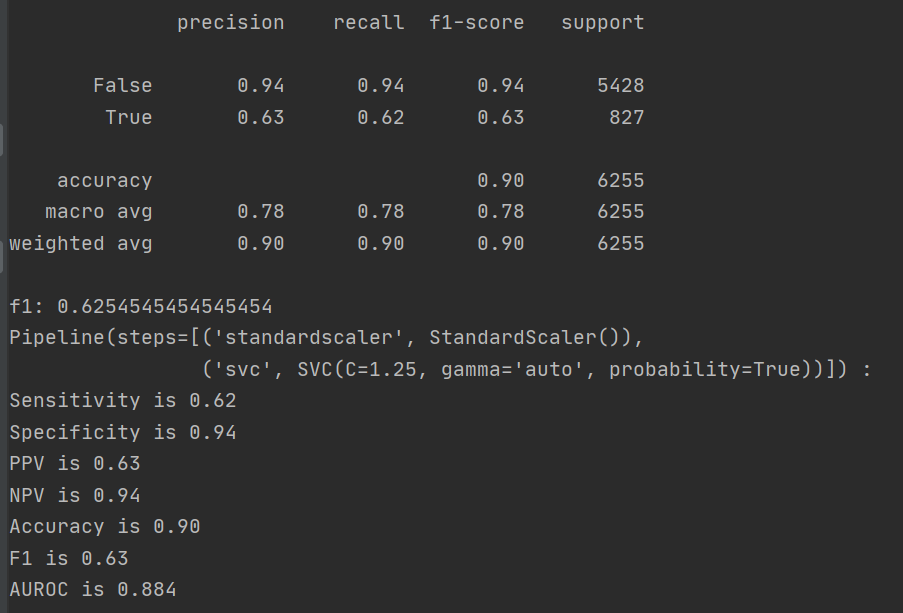 precision    recall  f1-score   support
False       0.94      0.94      0.94      5428
True       0.63      0.62      0.63       827
accuracy                           0.90      6255
macro avg       0.78      0.78      0.78      6255
weighted avg       0.90      0.90      0.90      6255
f1: 0.6254545454545454
Pipeline(steps=[('standardscaler', StandardScaler()),
('svc', SVC(C=1.25, gamma='auto', probability=True))]) :
Sensitivity is 0.62
Specificity is 0.94
PPV is 0.63
NPV is 0.94
Accuracy is 0.90
F1 is 0.63
AUROC is 0.884